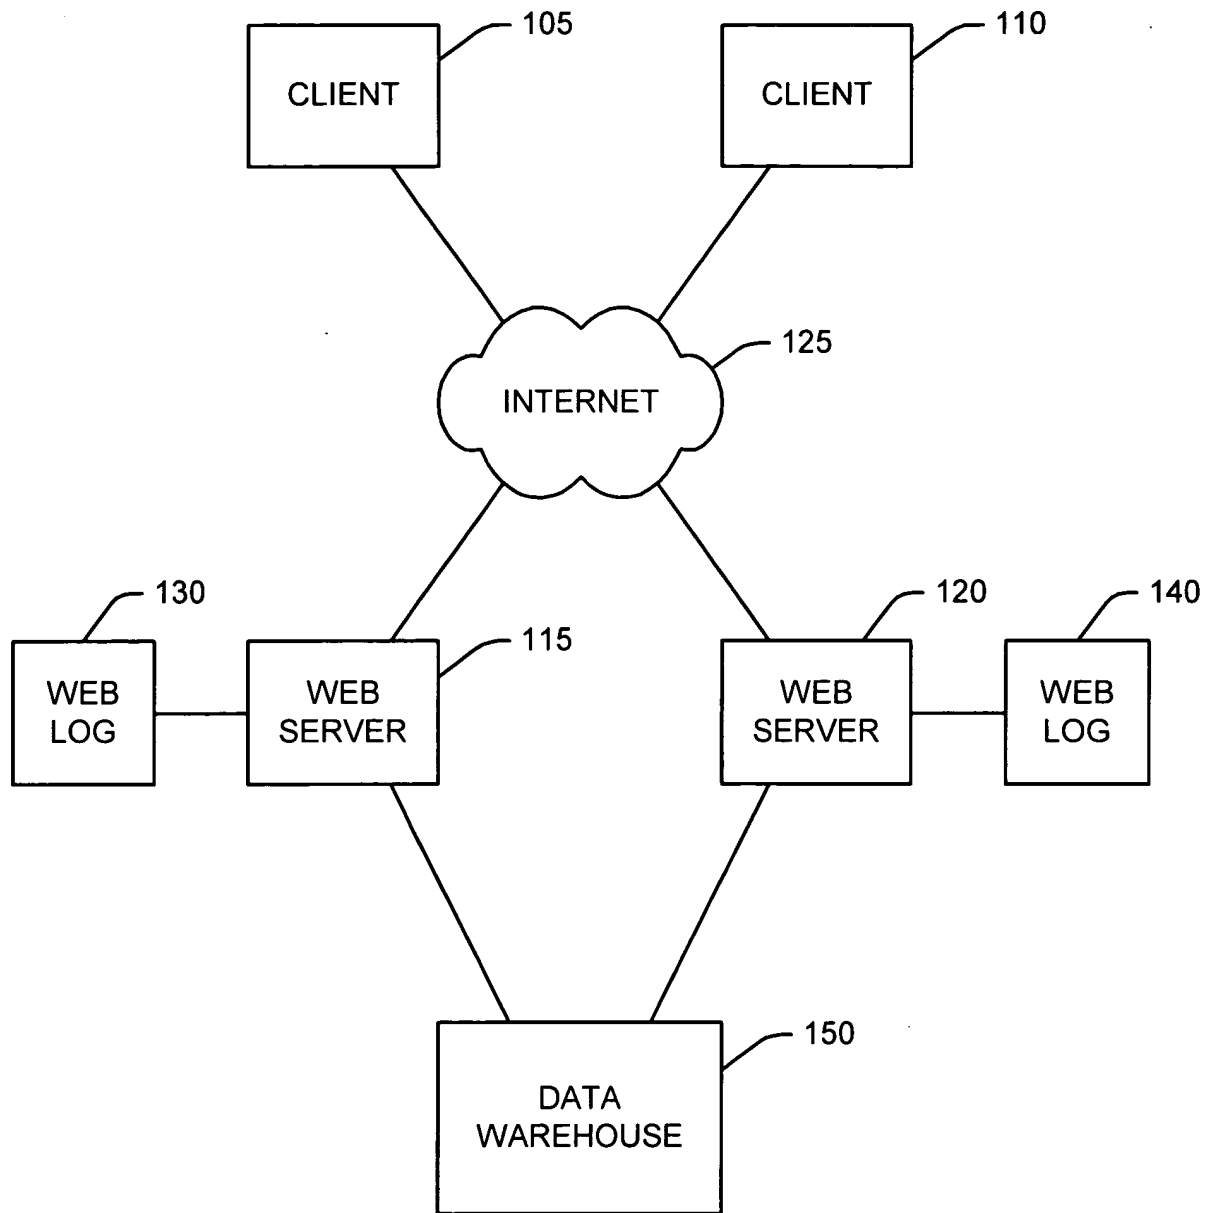 105
110
CLIENT
CLIENT
125
INTERNET
130
115
120
140
WEB
LOG
WEB
SERVER
WEB
SERVER
WEB
LOG
150
DATA
WAREHOUSE